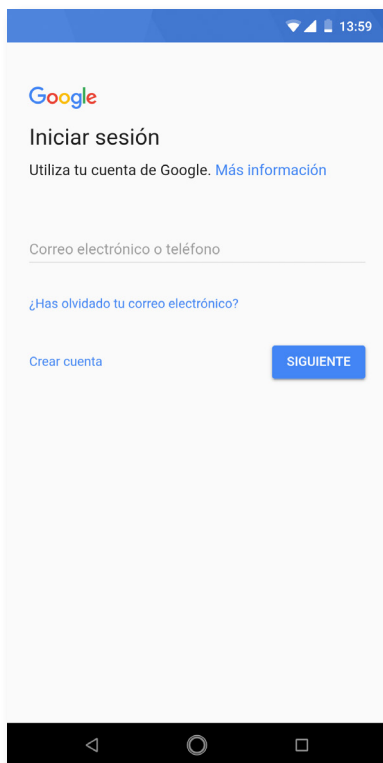 13:59
Google
Iniciar sesión
Utiliza tu cuenta de Google. Más información
Correo electrónico o teléfono
¿Has olvidado tu correo electrónico?
Crear cuenta
SIGUIENTE